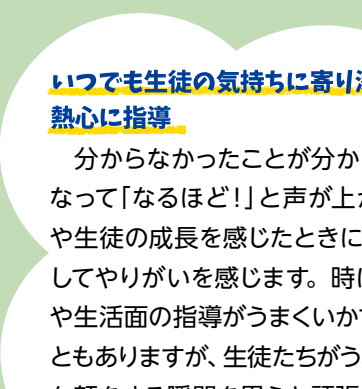 いつでも生徒の気持ちに寄り
熱心に指導
分からなかったことが分か
なって「なるほど！」と声が上
や生徒の成長を感じたときに
してやりがいを感じます。時
や生活面の指導がうまくいか
ともありますが、生徒たちがう